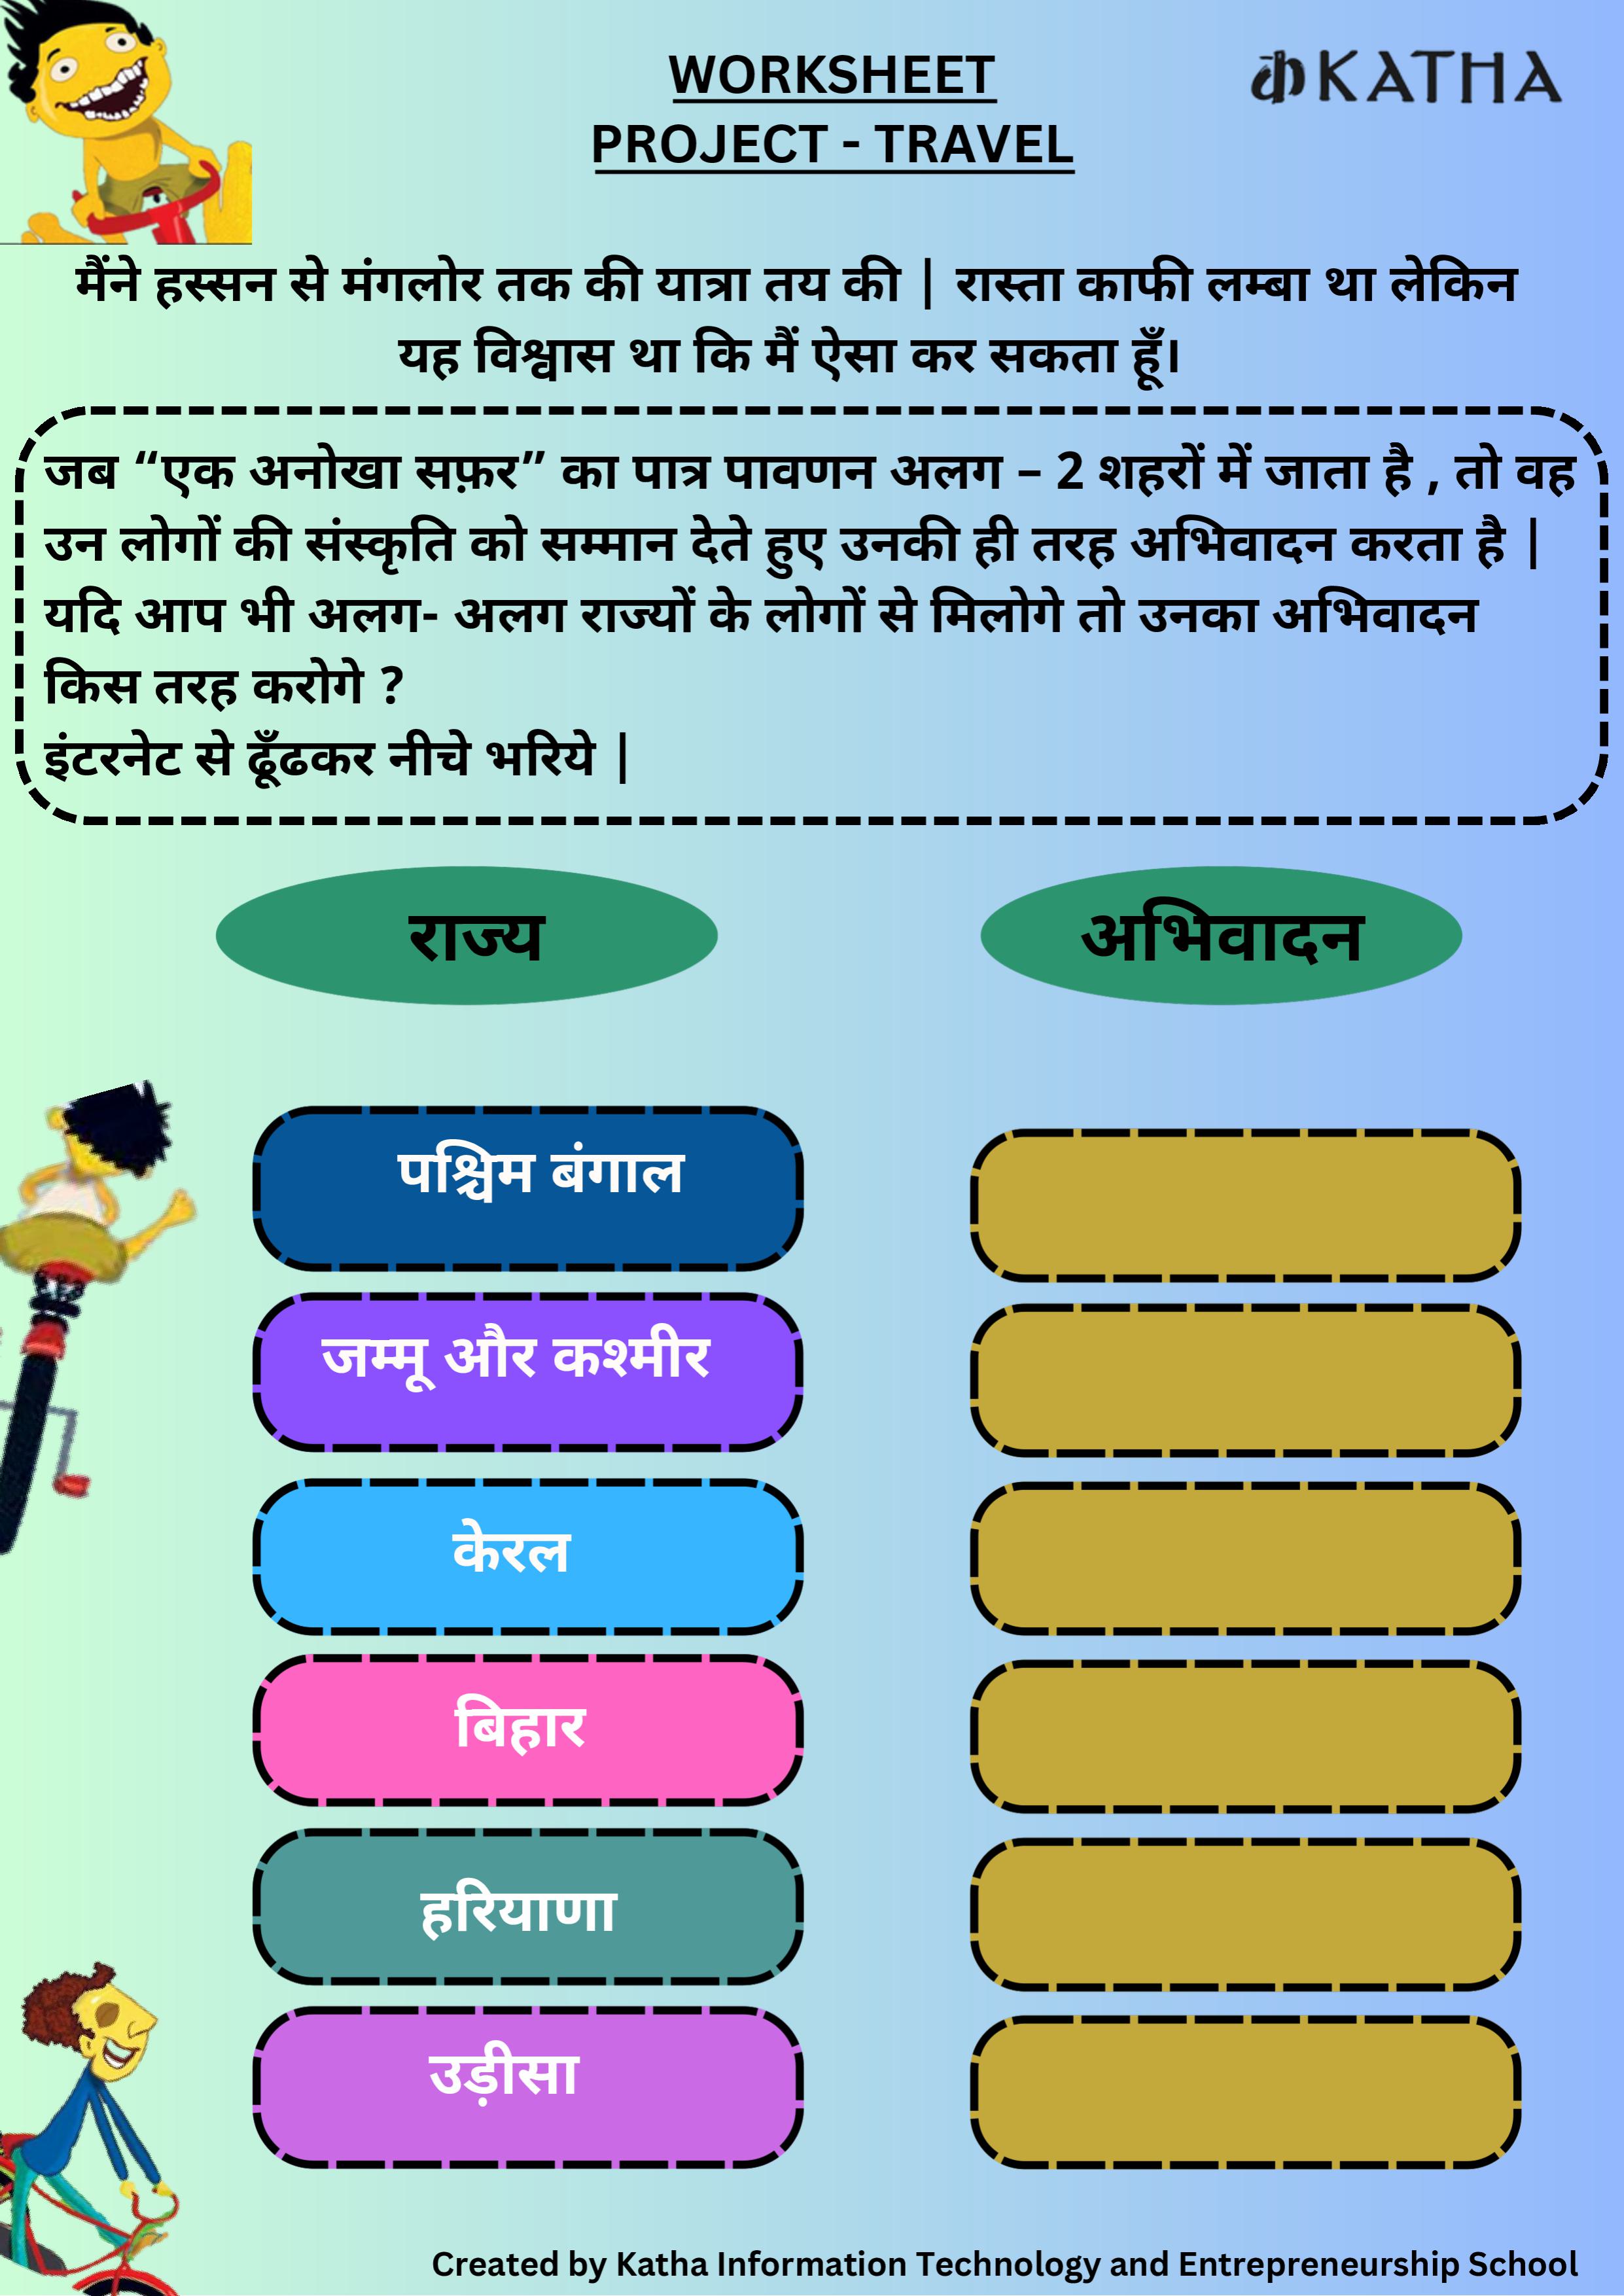 WORKSHEET
PROJECT - TRAVEL
कKATHA
मैंने हस्सन से मंगलोर तक की यात्रा तय की | रास्ता काफी लम्बा था लेकिन
यह विश्वास था कि मैं ऐसा कर सकता हूँ।
जब “एक अनोखा सफ़र” का पात्र पावणन अलग – 2 शहरों में जाता है , तो वह
उन लोगों की संस्कृति को सम्मान देते हुए उनकी ही तरह अभिवादन करता है |
यदि आप भी अलग- अलग राज्यों के लोगों से मिलोगे तो उनका अभिवादन
किस तरह करोगे ?
इंटरनेट से ढूँढकर नीचे भरिये |
राज्य
अभिवादन
पश्चिम बंगाल
जम्मू और कश्मीर
केरल
बिहार
हरियाणा
उड़ीसा
Created by Katha Information Technology and Entrepreneurship School